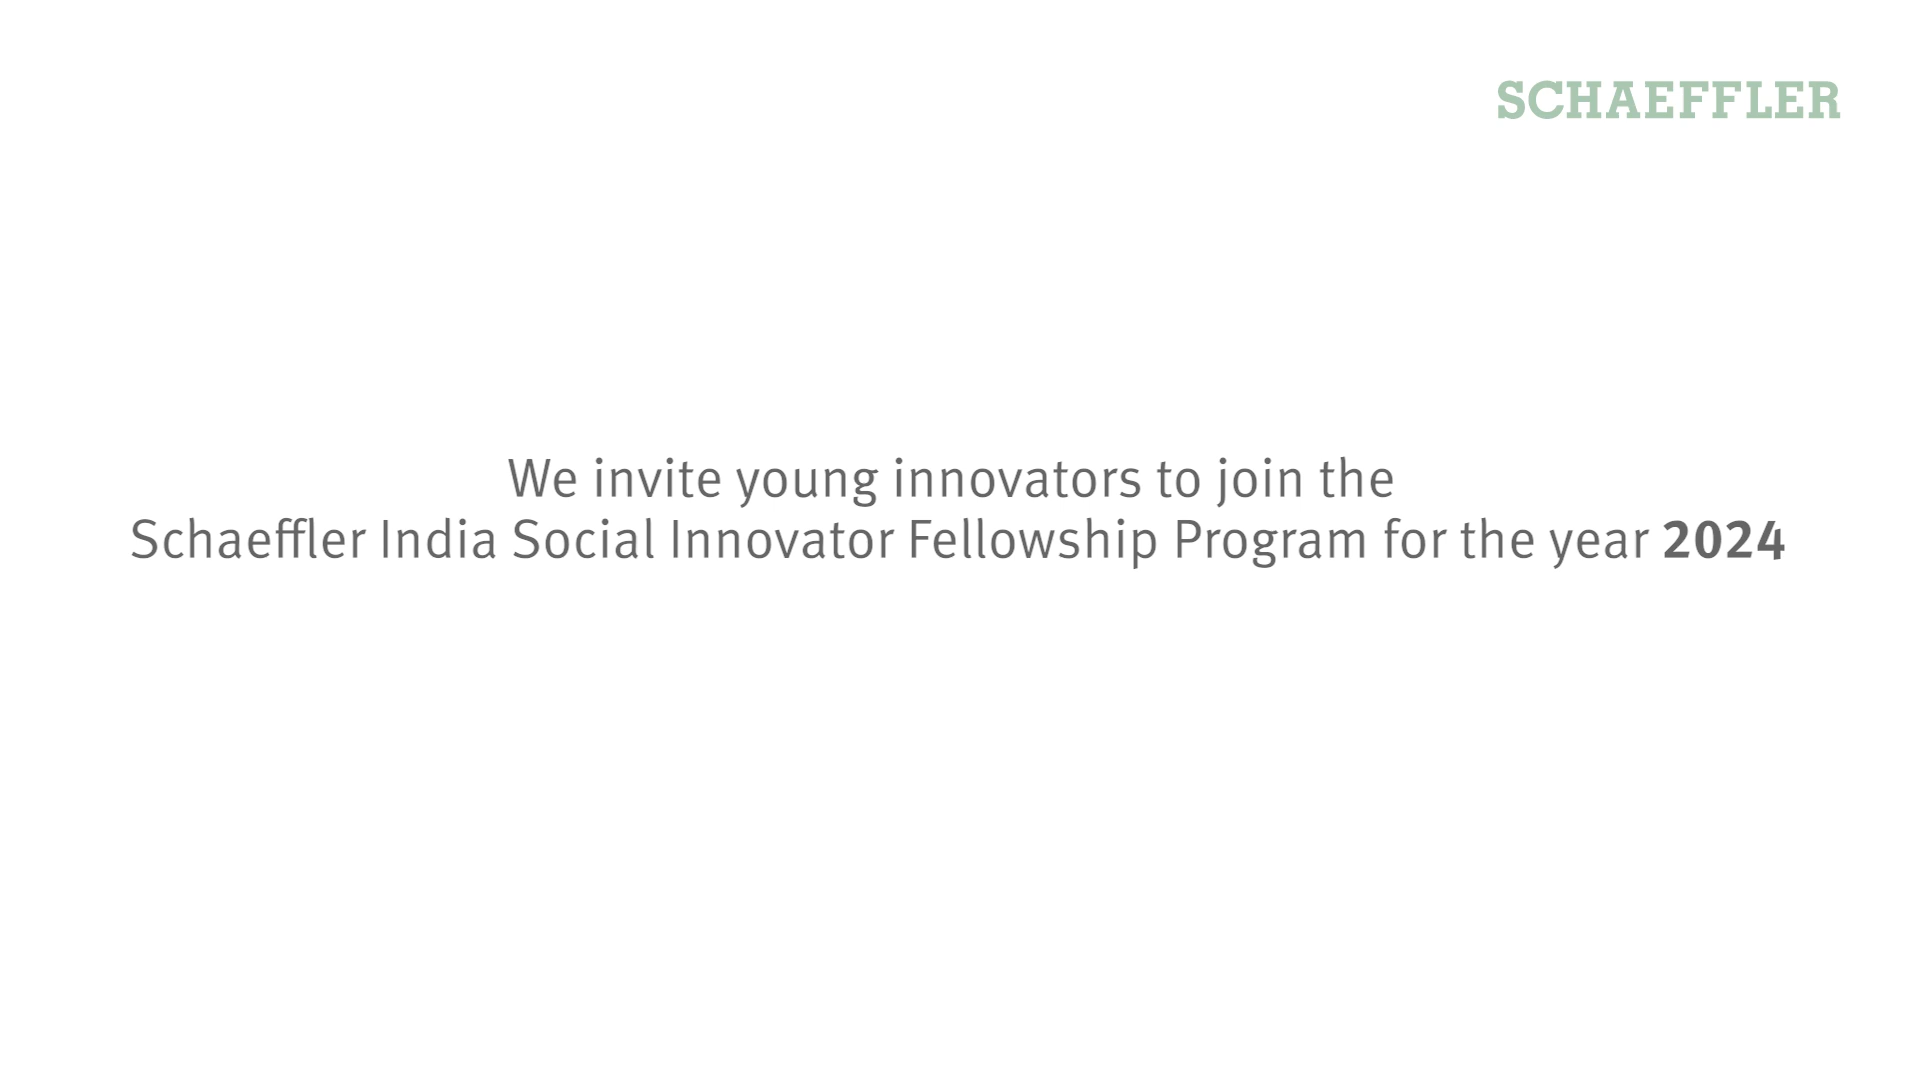 SCHAEFFLER
We invite young innovators to join the
Schaeffler India Social Innovator Fellowship Program for the year 2024